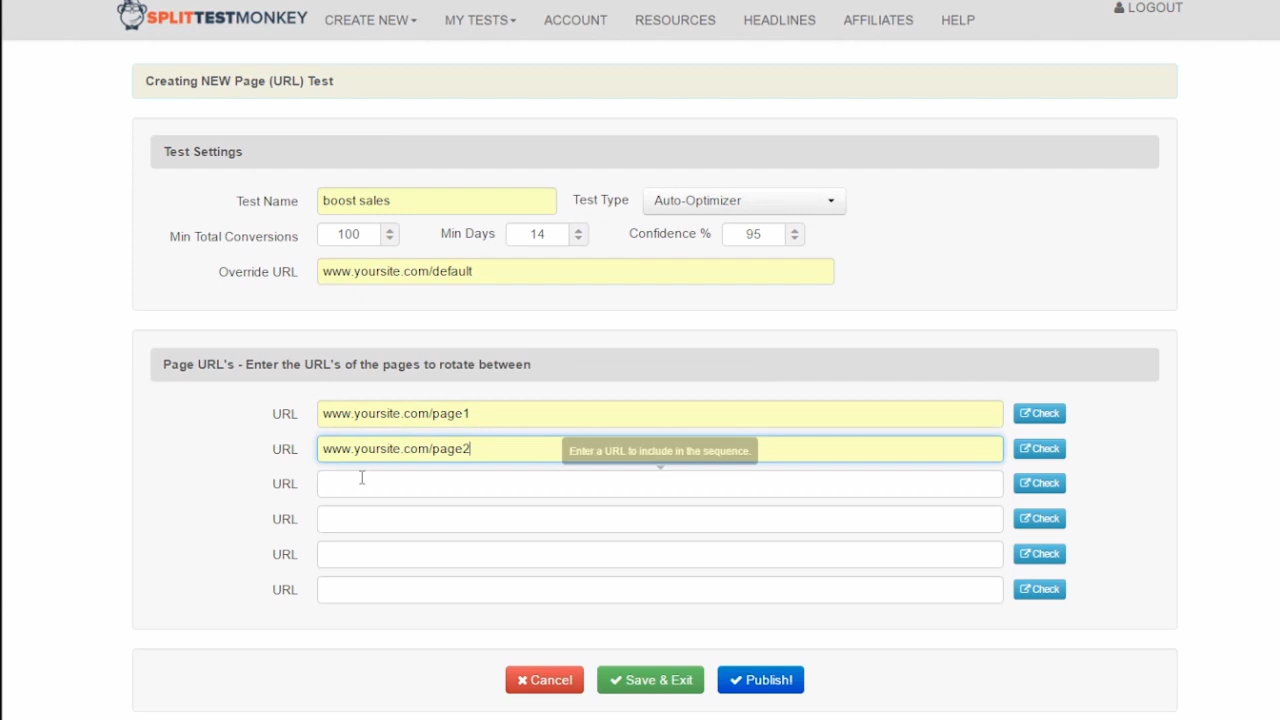 SPLITTESTMONKEY CREATE NEW MY TESTS ACCOUNT RESOURCES HEADLINES AFFILIATES HELP LOGOUT
Creating NEW Page (URL) Test
Test Settings
Test Name boost sales Test Type Auto-Optimizer
Min Total Conversions 100 Min Days 14 Confidence % 95
Override URL www.yoursite.com/default
Page URL's - Enter the URL's of the pages to rotate between
URL www.yoursite.com/page1 Check
URL www.yoursite.com/page2 Enter a URL to include in the sequence. Check
URL Check
URL Check
URL Check
URL Check
Cancel Save & Exit Publish!